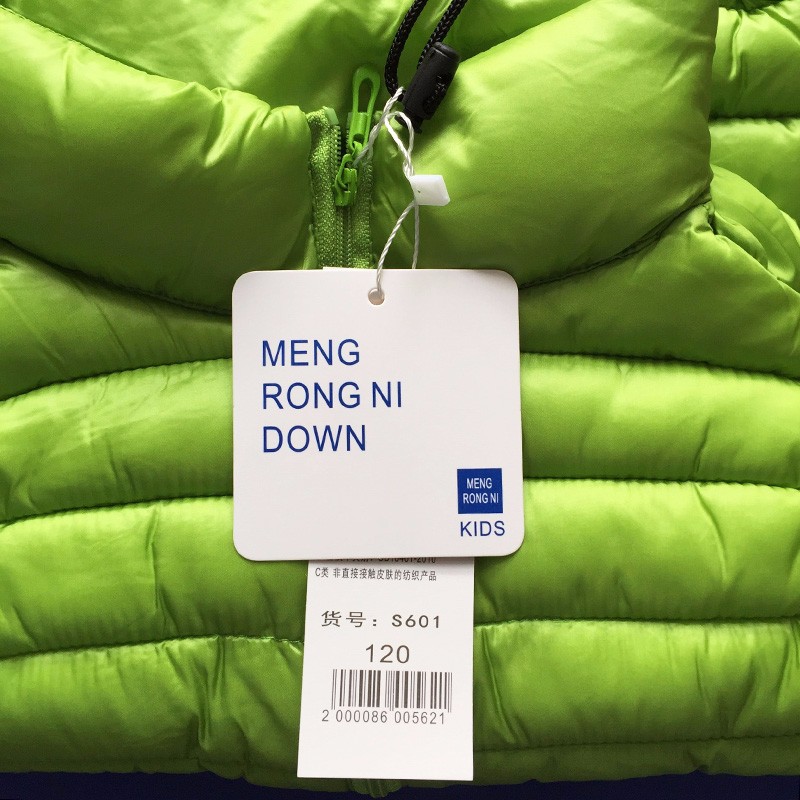 MENG
RONG NI
DOWN
MENG
RONG NI
KIDS
C类 非直接接触皮肤的纺织产品
货号：S601
120
2 000086 005621